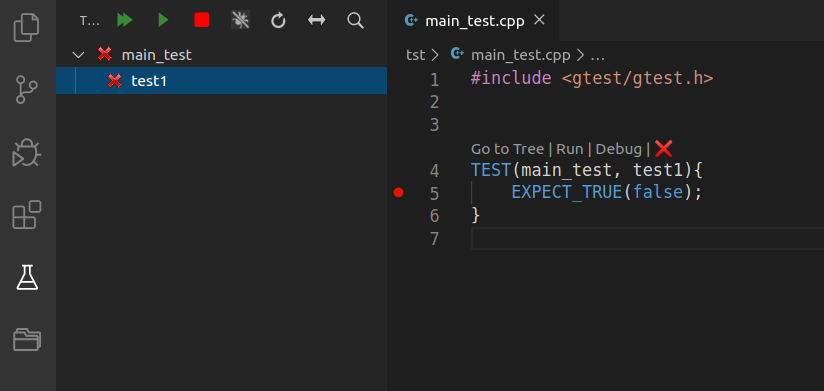 T...
main_test
test1
main_test.cpp
tst > main_test.cpp > ...
1 #include <gtest/gtest.h>
2
3
Go to Tree | Run | Debug | ❌
4 TEST(main_test, test1){
5     EXPECT_TRUE(false);
6 }
7